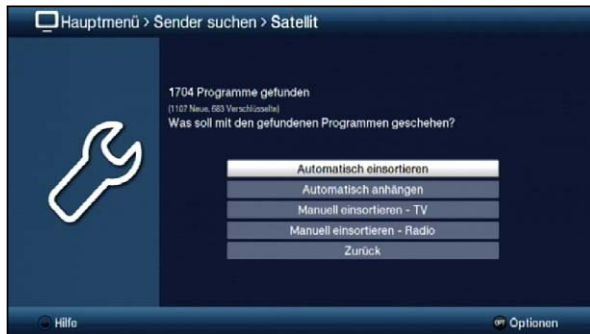 Hauptmenü > Sender suchen > Satellit
1704 Programme gefunden
(1107 Neue, 683 Verschlüsselte)
Was soll mit den gefundenen Programmen geschehen?
Automatisch einsortieren
Automatisch anhängen
Manuell einsortieren - TV
Manuell einsortieren - Radio
Zurück
Hilfe
OPT Optionen